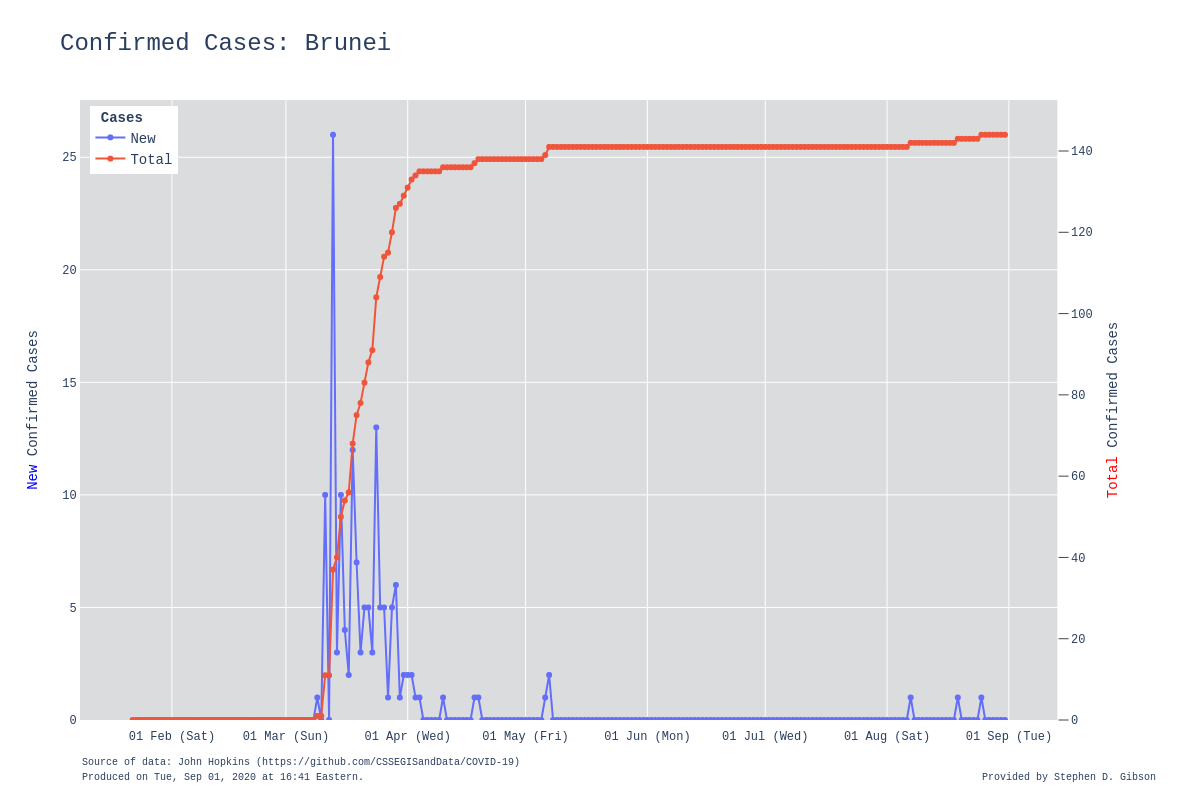 Confirmed Cases: Brunei
Cases
New
Total
25
20
15
10
5
0
140
120
100
80
60
40
20
0
New Confirmed Cases
Total Confirmed Cases
01 Feb (Sat)
01 Mar (Sun)
01 Apr (Wed)
01 May (Fri)
01 Jun (Mon)
01 Jul (Wed)
01 Aug (Sat)
01 Sep (Tue)
Source of data: John Hopkins (https://github.com/CSSEGISandData/COVID-19)
Produced on Tue, Sep 01, 2020 at 16:41 Eastern.
Provided by Stephen D. Gibson